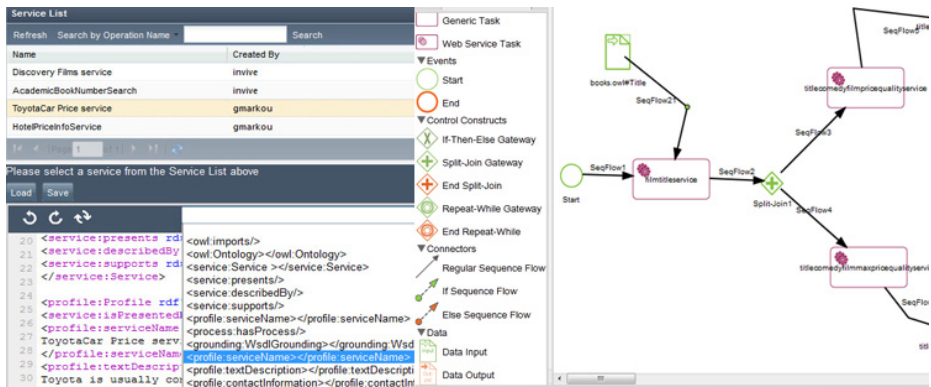 Service List
Refresh Search by Operation Name Search
Name Created By
Discovery Films service invive
AcademicBookNumberSearch invive
ToyotaCar Price service gmarkou
HotelPriceInfoService gmarkou
Page 1 of 1
Please select a service from the Service List above
Load Save
20 <service:presents
21 <service:describedBy
22 <service:supports
23 </service:Service>
24
25 <profile:Profile
26 <service:isPresented
27 <profile:serviceName
ToyotaCar Price serv
28 </profile:serviceName
29 <profile:textDescript
30 Toyota is usually
<owl:imports/>
<owl:Ontology></owl:Ontology>
<service:Service ></service:Service>
<service:presents/>
<service:describedBy/>
<service:supports/>
<profile:serviceName></profile:serviceName>
<process:hasProcess/>
<grounding:WsdlGrounding></grounding:Wsd
<profile:serviceName></profile:serviceName>
<profile:textDescription></profile:textDescripti
<profile:contactInformation></profile:contactIn
Generic Task
Web Service Task
Events
Start
End
Control Constructs
If-Then-Else Gateway
Split-Join Gateway
End Split-Join
Repeat-While Gateway
End Repeat-While
Connectors
Regular Sequence Flow
If Sequence Flow
Else Sequence Flow
Data
Data Input
Data Output
books.owl#Title
SeqFlow21
SeqFlow1
Start
filmtitleservice
SeqFlow2
Split-Join1
SeqFlow3
SeqFlow4
titlecomedyfilmpricequalityservice
titlecomedyfilmmaxpricequalityservice
SeqFlow5
SeqFlo